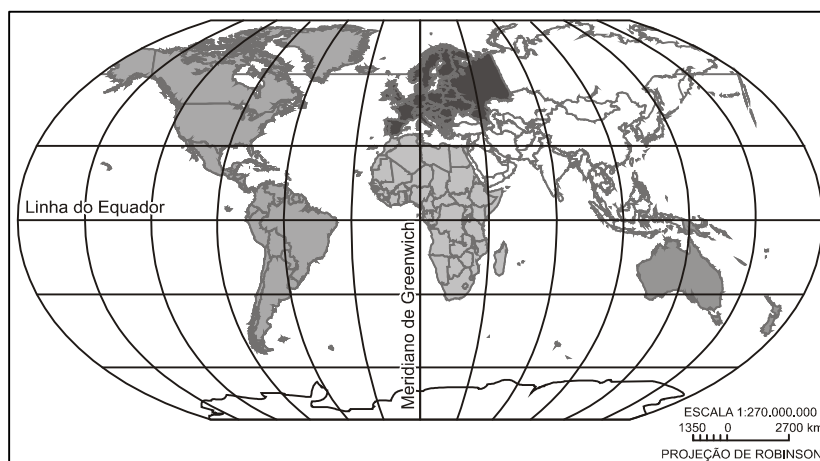 Linha do Equador
Meridiano de Greenwich
ESCALA 1:270.000.000
1350 0 2700 km
PROJEÇÃO DE ROBINSON